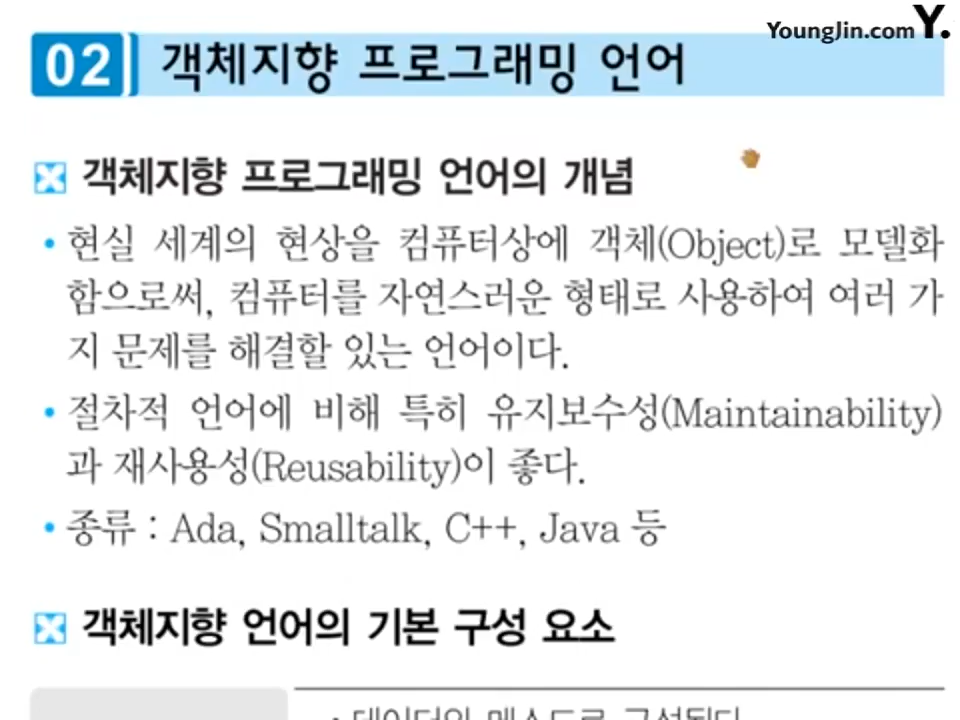 YoungJin.com Y.
02 객체지향 프로그래밍 언어
객체지향 프로그래밍 언어의 개념
• 현실 세계의 현상을 컴퓨터상에 객체(Object)로 모델화
함으로써, 컴퓨터를 자연스러운 형태로 사용하여 여러 가
지 문제를 해결할 있는 언어이다.
• 절차적 언어에 비해 특히 유지보수성(Maintainability)
과 재사용성(Reusability)이 좋다.
• 종류 : Ada, Smalltalk, C++, Java 등
객체지향 언어의 기본 구성 요소